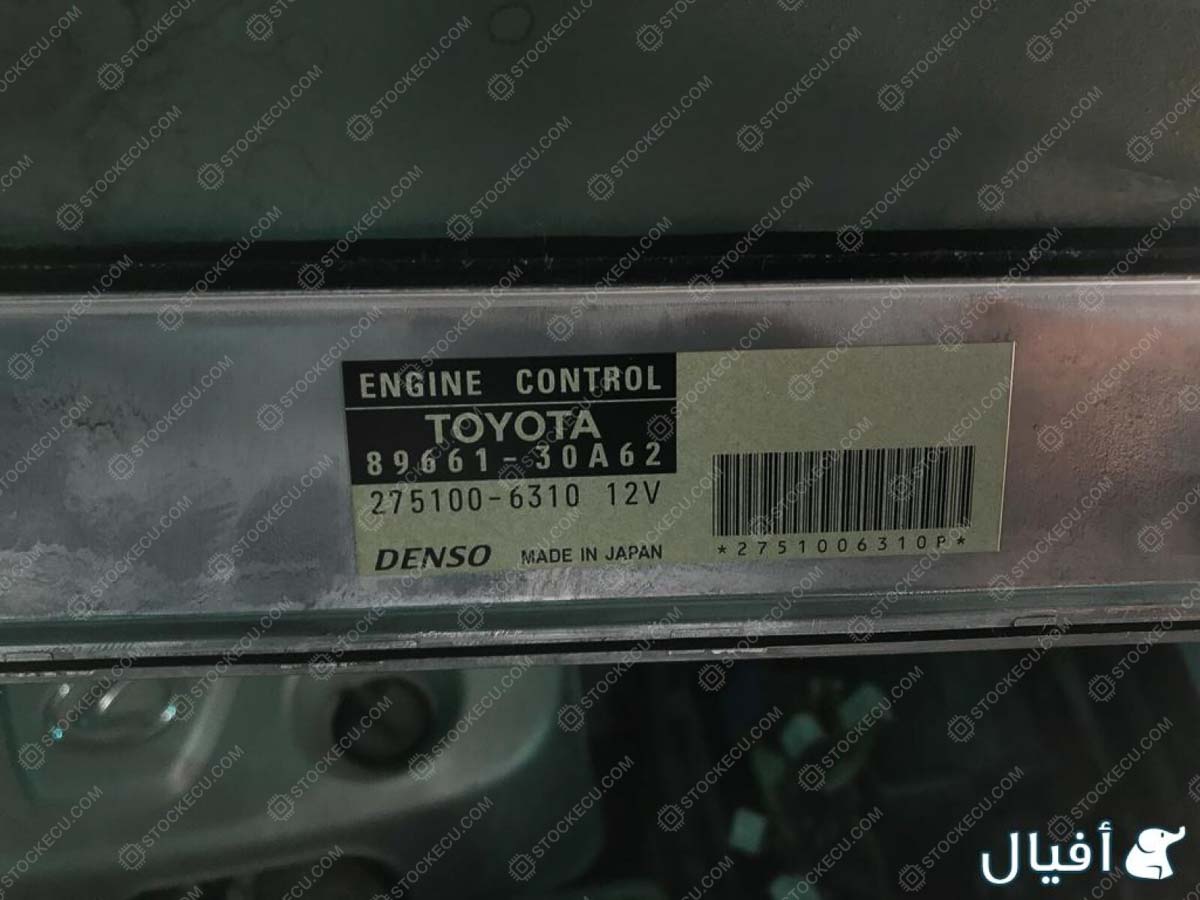 ENGINE CONTROL
TOYOTA
89661-30A62
275100-6310 12V
DENSO MADE IN JAPAN
*2751006310P*
STOCKECU.COM
أفيال